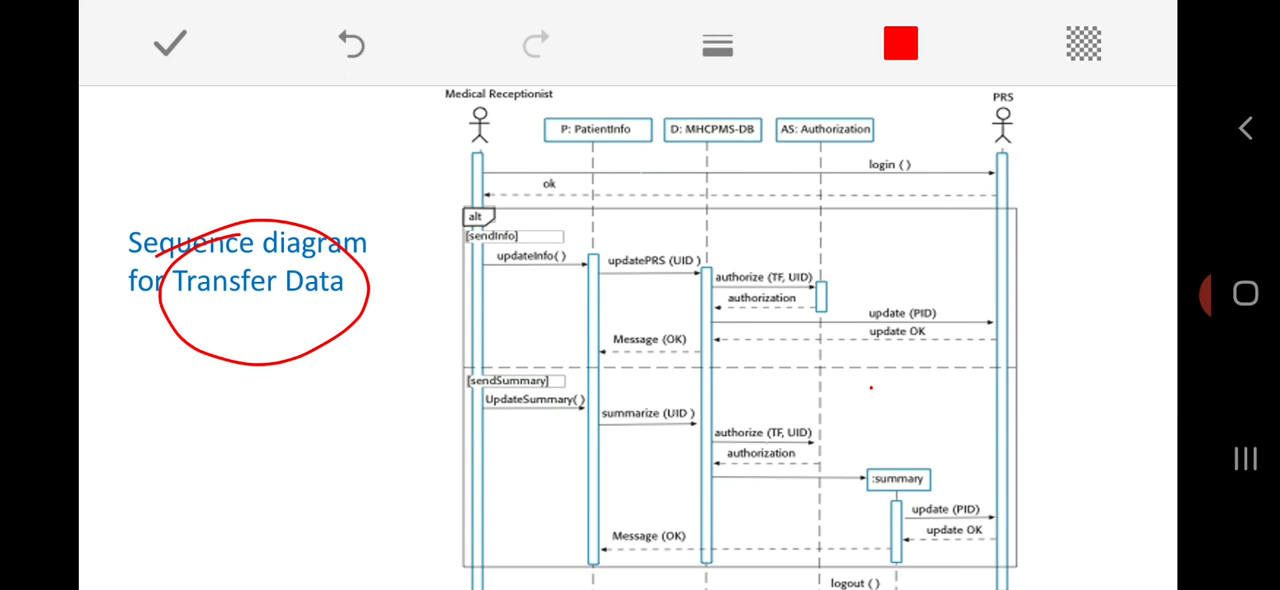 Medical Receptionist
PRS
P: PatientInfo
D: MHCPMS-DB
AS: Authorization
login ( )
ok
alt
[sendInfo]
Sequence diagram
for Transfer Data
updateInfo( )
updatePRS (UID )
authorize (TF, UID)
authorization
update (PID)
update OK
Message (OK)
[sendSummary]
UpdateSummary( )
summarize (UID )
authorize (TF, UID)
authorization
:summary
update (PID)
update OK
Message (OK)
logout ( )